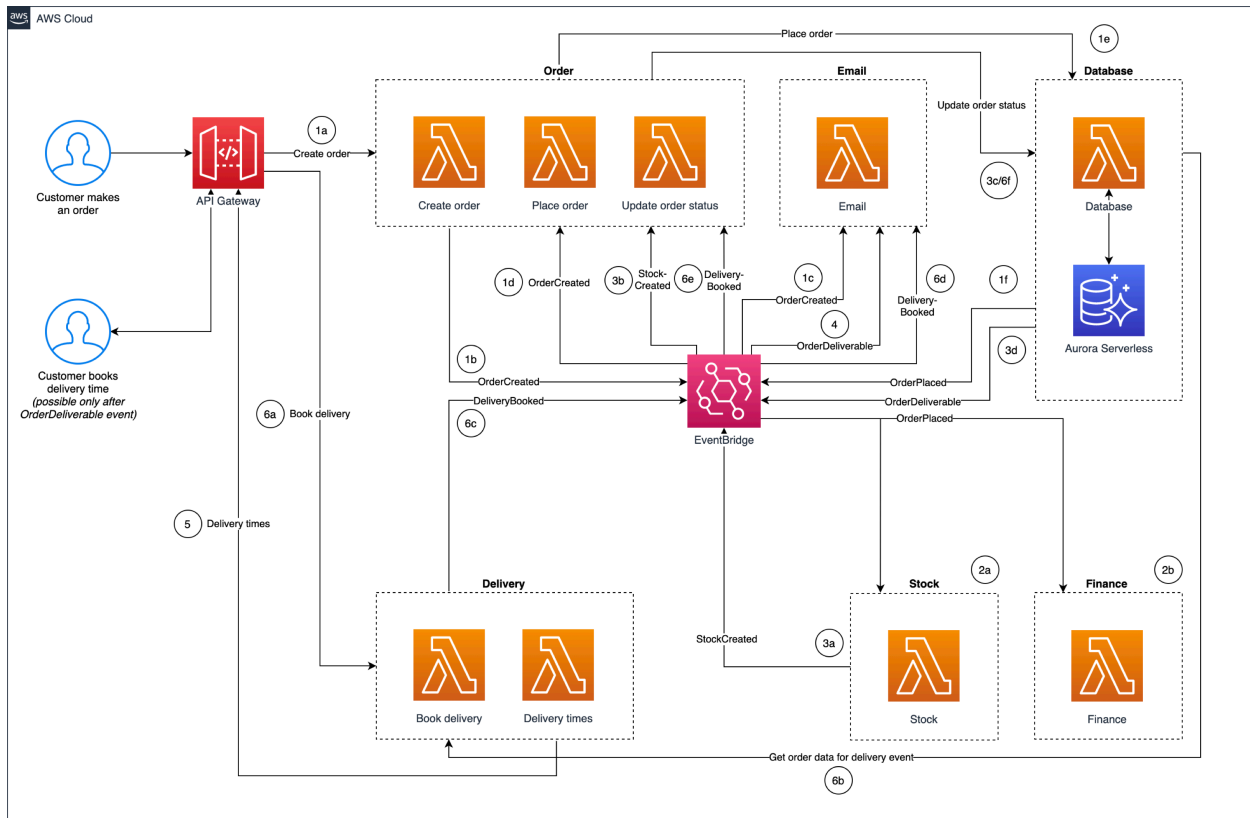 aws
AWS Cloud
Place order
1e
Order
Email
Database
1a
Create order
Update order status
Customer makes
an order
API Gateway
Create order
Place order
Update order status
Email
Database
3c/6f
1d
OrderCreated
3b
Stock-
Created
6e
Delivery-
Booked
1c
OrderCreated
6d
Delivery-
Booked
1f
4
OrderDeliverable
Aurora Serverless
3d
1b
OrderCreated
OrderPlaced
Customer books
delivery time
(possible only after
OrderDeliverable event)
DeliveryBooked
OrderDeliverable
6a
Book delivery
6c
EventBridge
OrderPlaced
5
Delivery times
Delivery
Stock
2a
Finance
2b
StockCreated
3a
Book delivery
Delivery times
Stock
Finance
Get order data for delivery event
6b